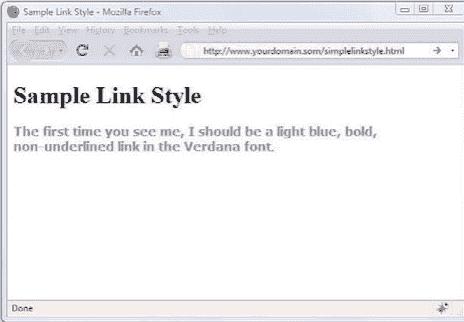 Sample Link Style - Mozilla Firefox
File Edit View History Bookmarks Tools Help
http://www.yourdomain.som/simplelinkstyle.html
Sample Link Style
The first time you see me, I should be a light blue, bold,
non-underlined link in the Verdana font.
Done